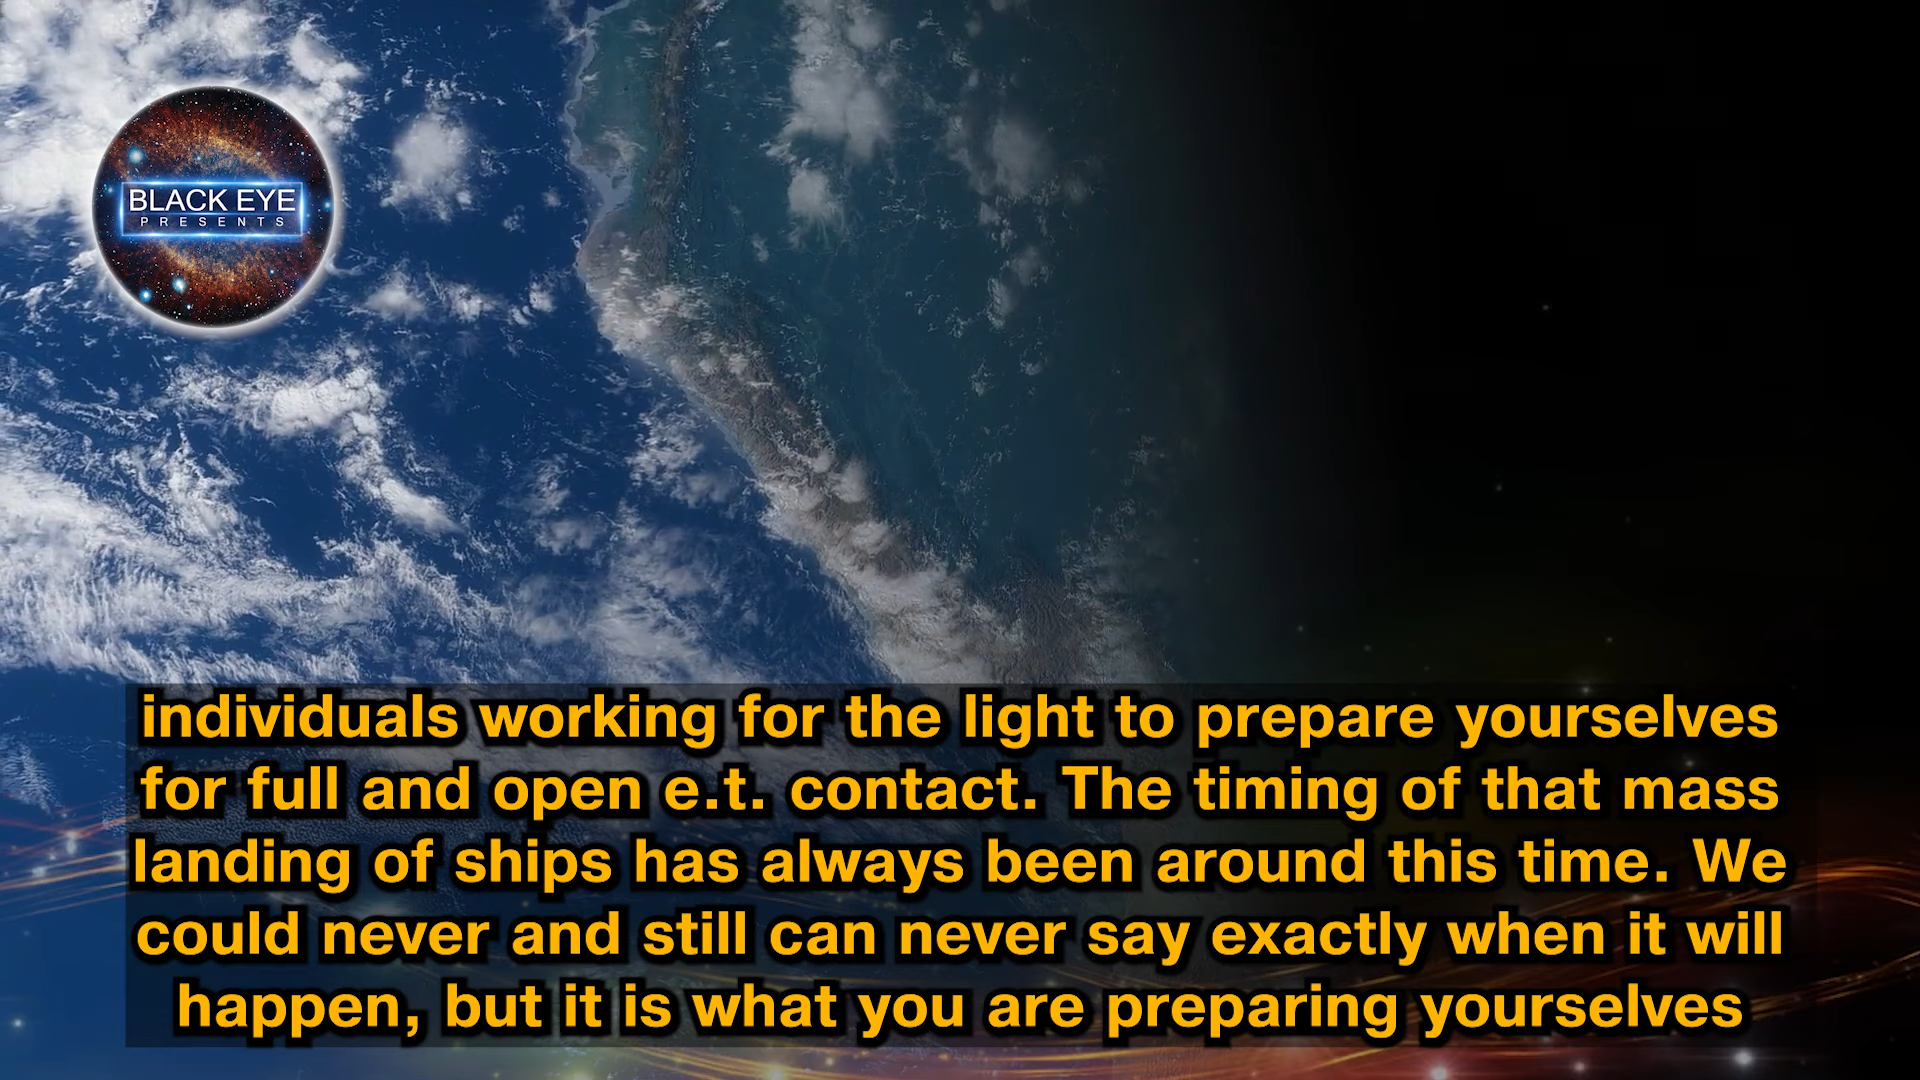 BLACK EYE
PRESENTS
individuals working for the light to prepare yourselves
for full and open e.t. contact. The timing of that mass
landing of ships has always been around this time. We
could never and still can never say exactly when it will
happen, but it is what you are preparing yourselves